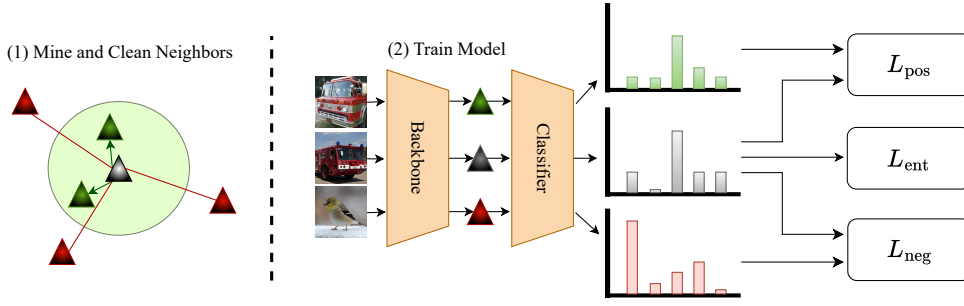 (1) Mine and Clean Neighbors
(2) Train Model
Backbone
Classifier
L_pos
L_ent
L_neg